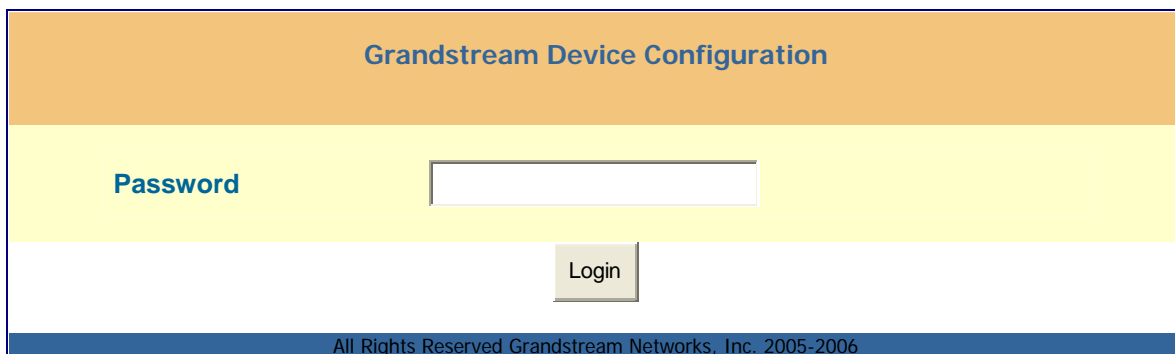 Grandstream Device Configuration
Password
Login
All Rights Reserved Grandstream Networks, Inc. 2005-2006